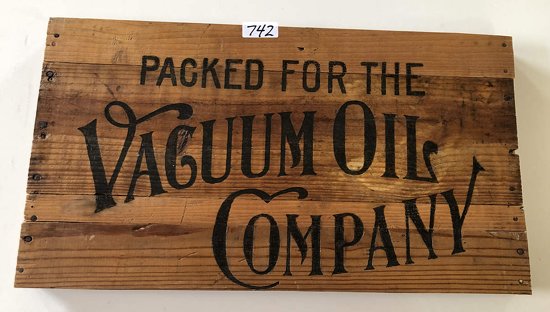 742
PACKED FOR THE
VACUUM OIL
COMPANY